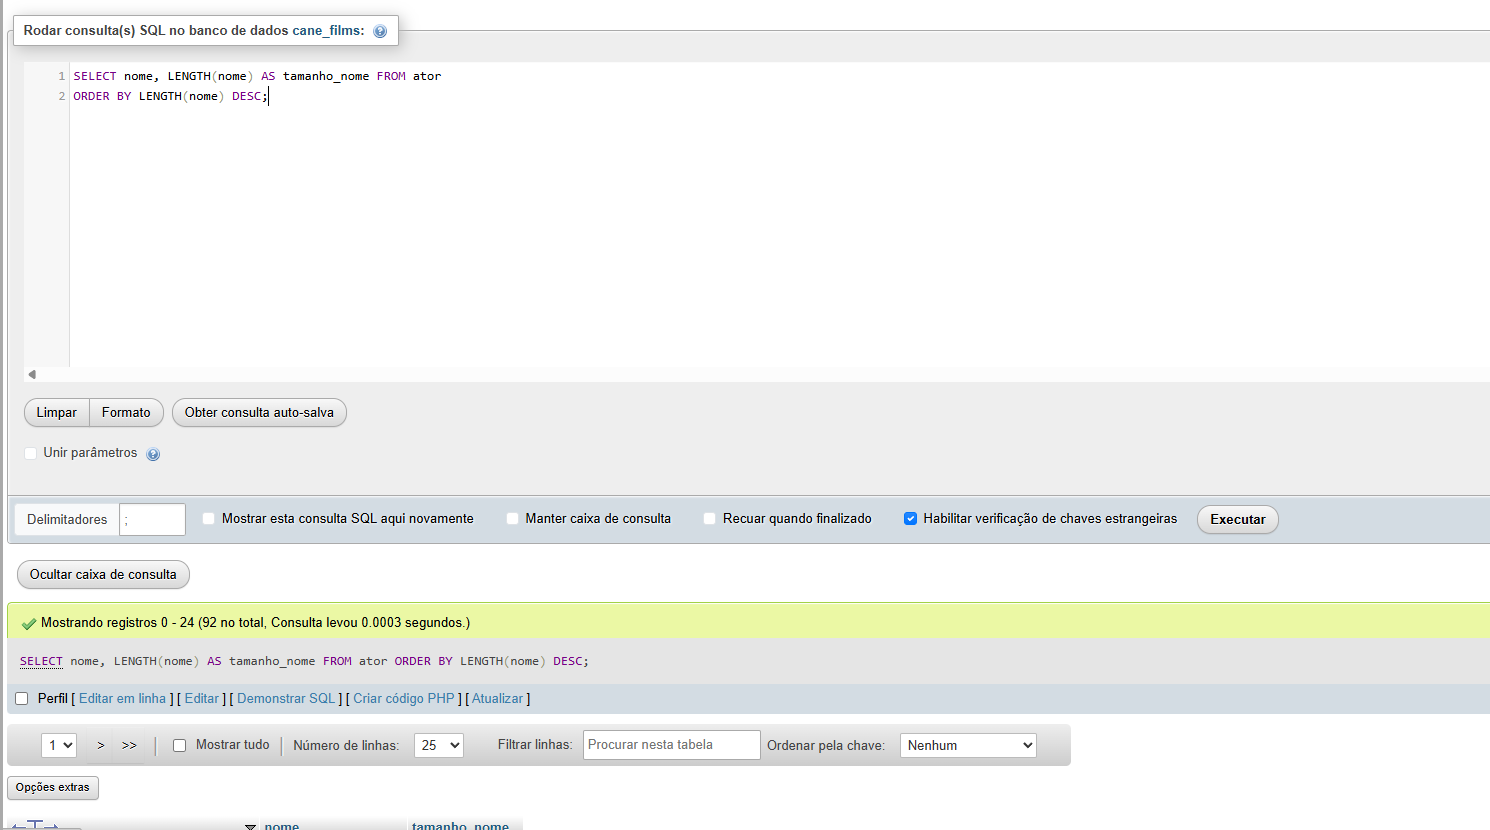 Rodar consulta(s) SQL no banco de dados cane_films:
1 SELECT nome, LENGTH(nome) AS tamanho_nome FROM ator
2 ORDER BY LENGTH(nome) DESC;
Limpar Formato Obter consulta auto-salva
Unir parâmetros
Delimitadores ; Mostrar esta consulta SQL aqui novamente Manter caixa de consulta Recuar quando finalizado Habilitar verificação de chaves estrangeiras Executar
Ocultar caixa de consulta
Mostrando registros 0 - 24 (92 no total, Consulta levou 0.0003 segundos.)
SELECT nome, LENGTH(nome) AS tamanho_nome FROM ator ORDER BY LENGTH(nome) DESC;
Perfil [ Editar em linha ] [ Editar ] [ Demonstrar SQL ] [ Criar código PHP ] [ Atualizar ]
1 > >> | Mostrar tudo | Número de linhas: 25 Filtrar linhas: Procurar nesta tabela Ordenar pela chave: Nenhum
Opções extras
nome tamanho_nome